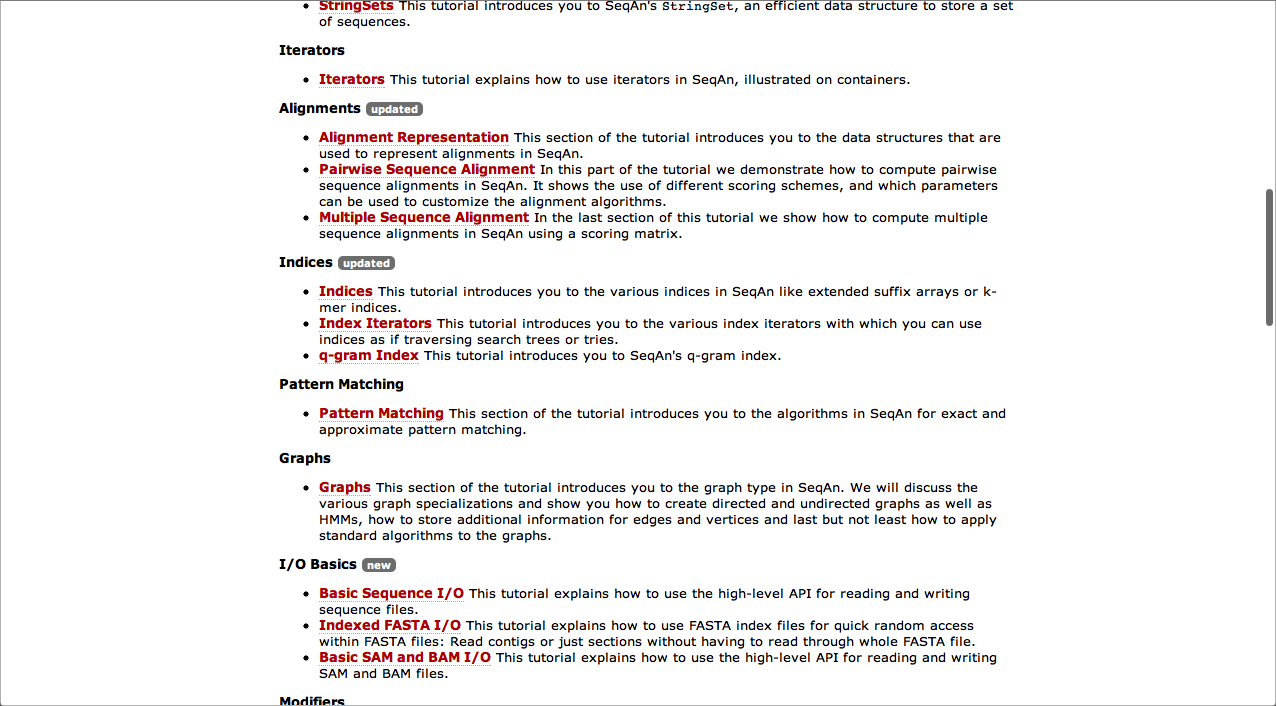 StringSets This tutorial introduces you to SeqAn's StringSet, an efficient data structure to store a set
of sequences.
Iterators
Iterators This tutorial explains how to use iterators in SeqAn, illustrated on containers.
Alignments updated
Alignment Representation This section of the tutorial introduces you to the data structures that are
used to represent alignments in SeqAn.
Pairwise Sequence Alignment In this part of the tutorial we demonstrate how to compute pairwise
sequence alignments in SeqAn. It shows the use of different scoring schemes, and which parameters
can be used to customize the alignment algorithms.
Multiple Sequence Alignment In the last section of this tutorial we show how to compute multiple
sequence alignments in SeqAn using a scoring matrix.
Indices updated
Indices This tutorial introduces you to the various indices in SeqAn like extended suffix arrays or k-
mer indices.
Index Iterators This tutorial introduces you to the various index iterators with which you can use
indices as if traversing search trees or tries.
q-gram Index This tutorial introduces you to SeqAn's q-gram index.
Pattern Matching
Pattern Matching This section of the tutorial introduces you to the algorithms in SeqAn for exact and
approximate pattern matching.
Graphs
Graphs This section of the tutorial introduces you to the graph type in SeqAn. We will discuss the
various graph specializations and show you how to create directed and undirected graphs as well as
HMMs, how to store additional information for edges and vertices and last but not least how to apply
standard algorithms to the graphs.
I/O Basics new
Basic Sequence I/O This tutorial explains how to use the high-level API for reading and writing
sequence files.
Indexed FASTA I/O This tutorial explains how to use FASTA index files for quick random access
within FASTA files: Read contigs or just sections without having to read through whole FASTA file.
Basic SAM and BAM I/O This tutorial explains how to use the high-level API for reading and writing
SAM and BAM files.
Modifiers